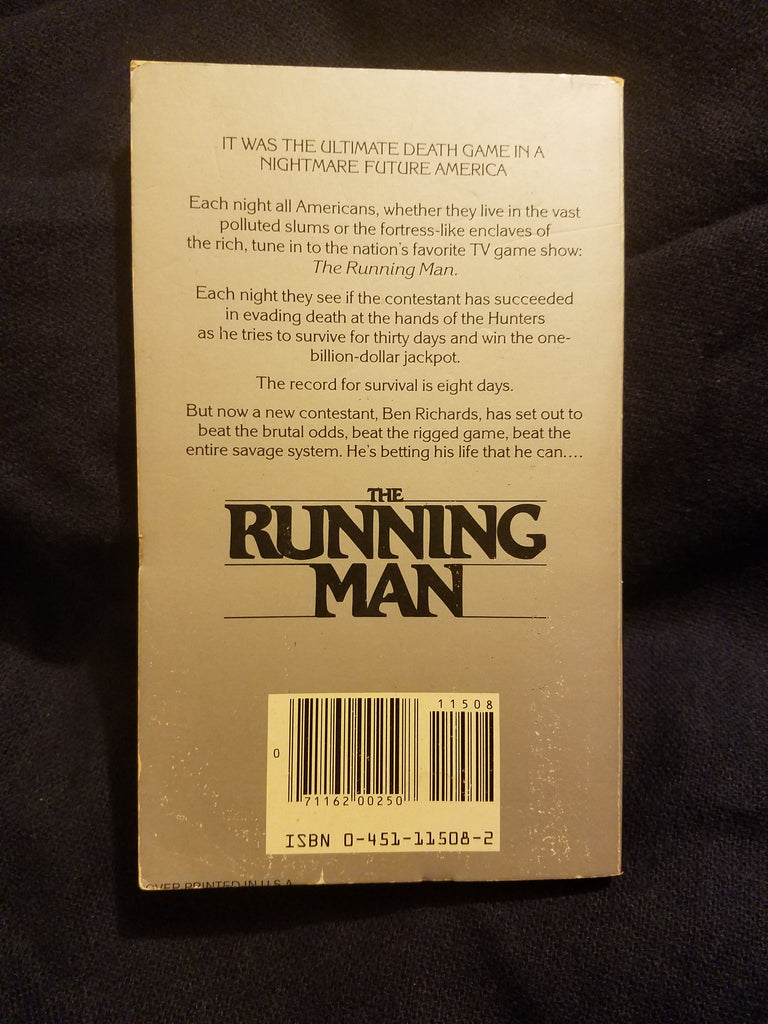 IT WAS THE ULTIMATE DEATH GAME IN A
NIGHTMARE FUTURE AMERICA
Each night all Americans, whether they live in the vast
polluted slums or the fortress-like enclaves of
the rich, tune in to the nation's favorite TV game show:
The Running Man.
Each night they see if the contestant has succeeded
in evading death at the hands of the Hunters
as he tries to survive for thirty days and win the one-
billion-dollar jackpot.
The record for survival is eight days.
But now a new contestant, Ben Richards, has set out to
beat the brutal odds, beat the rigged game, beat the
entire savage system. He's betting his life that he can....
THE
RUNNING
MAN
11508
0
71162 00250
ISBN 0-451-11508-2
OVER PRINTED IN U.S.A.